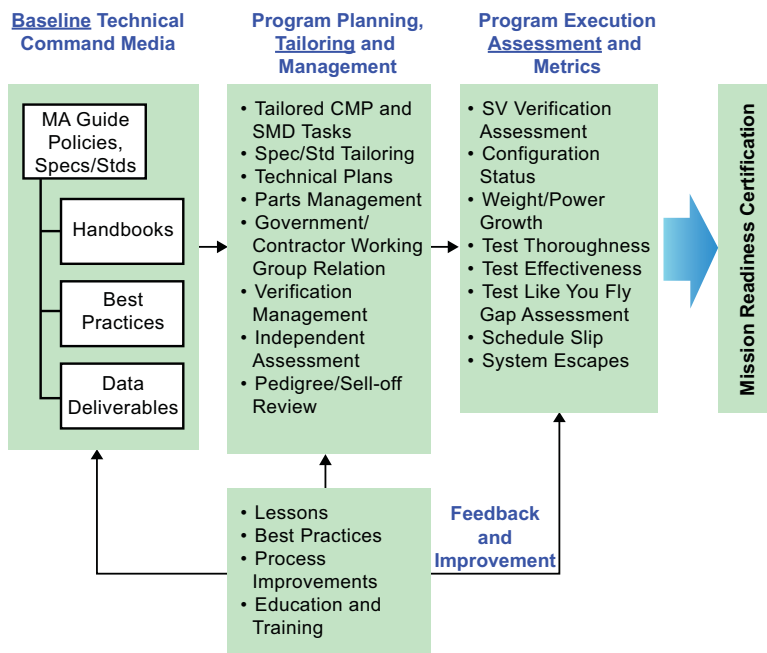 Baseline Technical
Command Media
MA Guide
Policies,
Specs/Stds
Handbooks
Best
Practices
Data
Deliverables
Program Planning,
Tailoring and
Management
• Tailored CMP and
SMD Tasks
• Spec/Std Tailoring
• Technical Plans
• Parts Management
• Government/
Contractor Working
Group Relation
• Verification
Management
• Independent
Assessment
• Pedigree/Sell-off
Review
Program Execution
Assessment and
Metrics
• SV Verification
Assessment
• Configuration
Status
• Weight/Power
Growth
• Test Thoroughness
• Test Effectiveness
• Test Like You Fly
Gap Assessment
• Schedule Slip
• System Escapes
Mission Readiness Certification
• Lessons
• Best Practices
• Process
Improvements
• Education and
Training
Feedback
and
Improvement